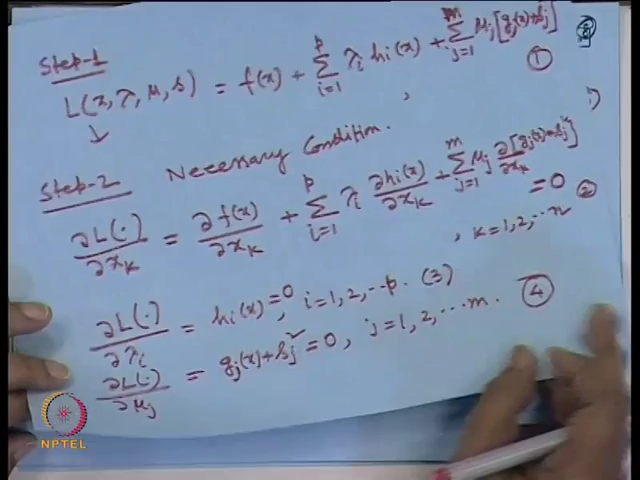 Step-1
L(x, λ, μ, s) = f(x) + Σ_{i=1}^{p} λ_i h_i(x) + Σ_{j=1}^{m} μ_j [g_j(x)+s_j²]
①
Step-2 Necessary Condition.
∂L(·)/∂x_k = ∂f(x)/∂x_k + Σ_{i=1}^{p} λ_i ∂h_i(x)/∂x_k + Σ_{j=1}^{m} μ_j ∂[g_j(x)+s_j²]/∂x_k
= 0 ②
, k = 1, 2, ··n
∂L(·)/∂λ_i = h_i(x) = 0, i = 1, 2, ··p. (3)
∂L(·)/∂μ_j = g_j(x)+s_j² = 0, j = 1, 2, ···m. ④
NPTEL